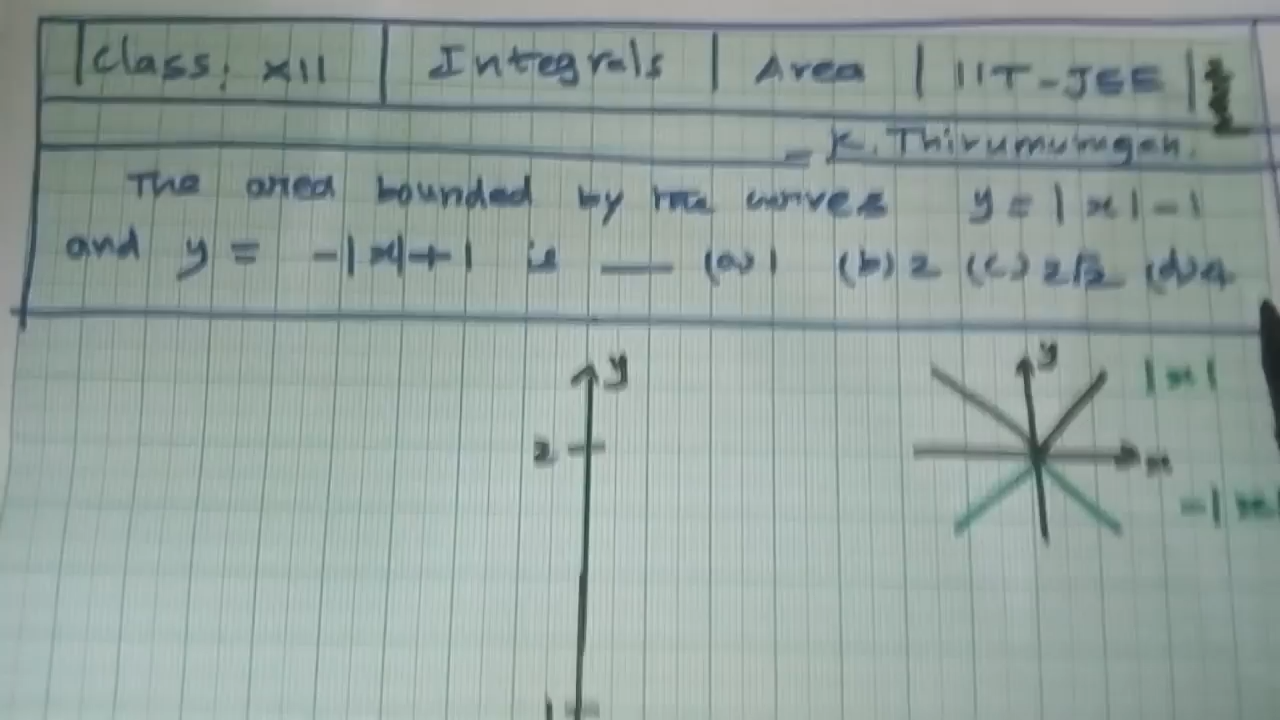 Class: XII | Integrals | Area | IIT-JEE |
- K. Thirumurugan.
The area bounded by the curves y = |x| - 1
and y = -|x| + 1 is ___ (a) 1 (b) 2 (c) 2√2 (d) 4
y
2
1
y
|x|
x
-|x|